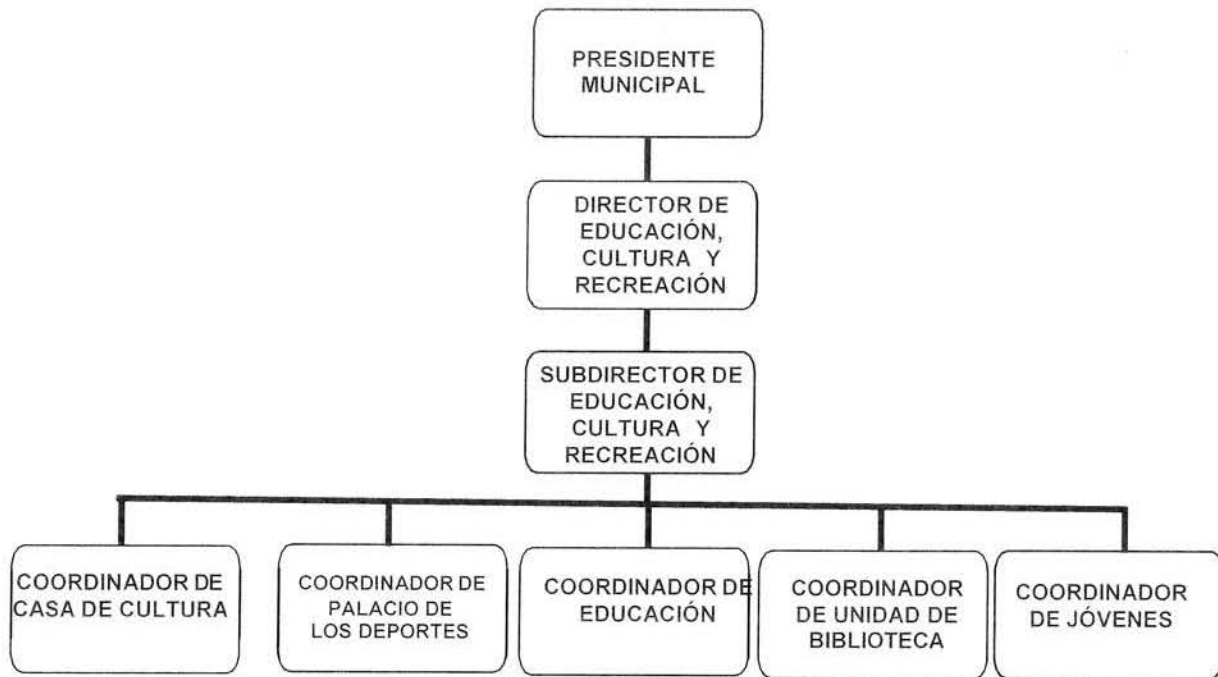 PRESIDENTE
MUNICIPAL
DIRECTOR DE
EDUCACIÓN,
CULTURA Y
RECREACIÓN
SUBDIRECTOR DE
EDUCACIÓN,
CULTURA Y
RECREACIÓN
COORDINADOR DE
CASA DE CULTURA
COORDINADOR DE
PALACIO DE
LOS DEPORTES
COORDINADOR DE
EDUCACIÓN
COORDINADOR
DE UNIDAD DE
BIBLIOTECA
COORDINADOR
DE JÓVENES